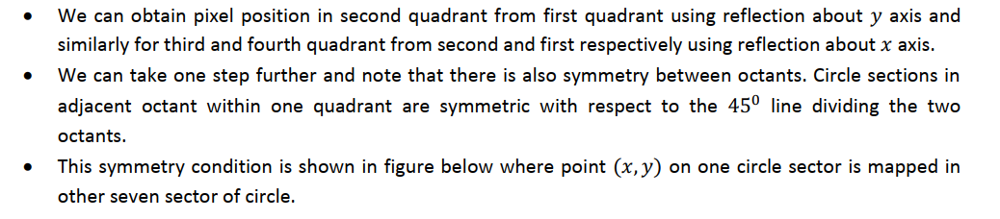 • We can obtain pixel position in second quadrant from first quadrant using reflection about y axis and
similarly for third and fourth quadrant from second and first respectively using reflection about x axis.
• We can take one step further and note that there is also symmetry between octants. Circle sections in
adjacent octant within one quadrant are symmetric with respect to the 45⁰ line dividing the two
octants.
• This symmetry condition is shown in figure below where point (x, y) on one circle sector is mapped in
other seven sector of circle.